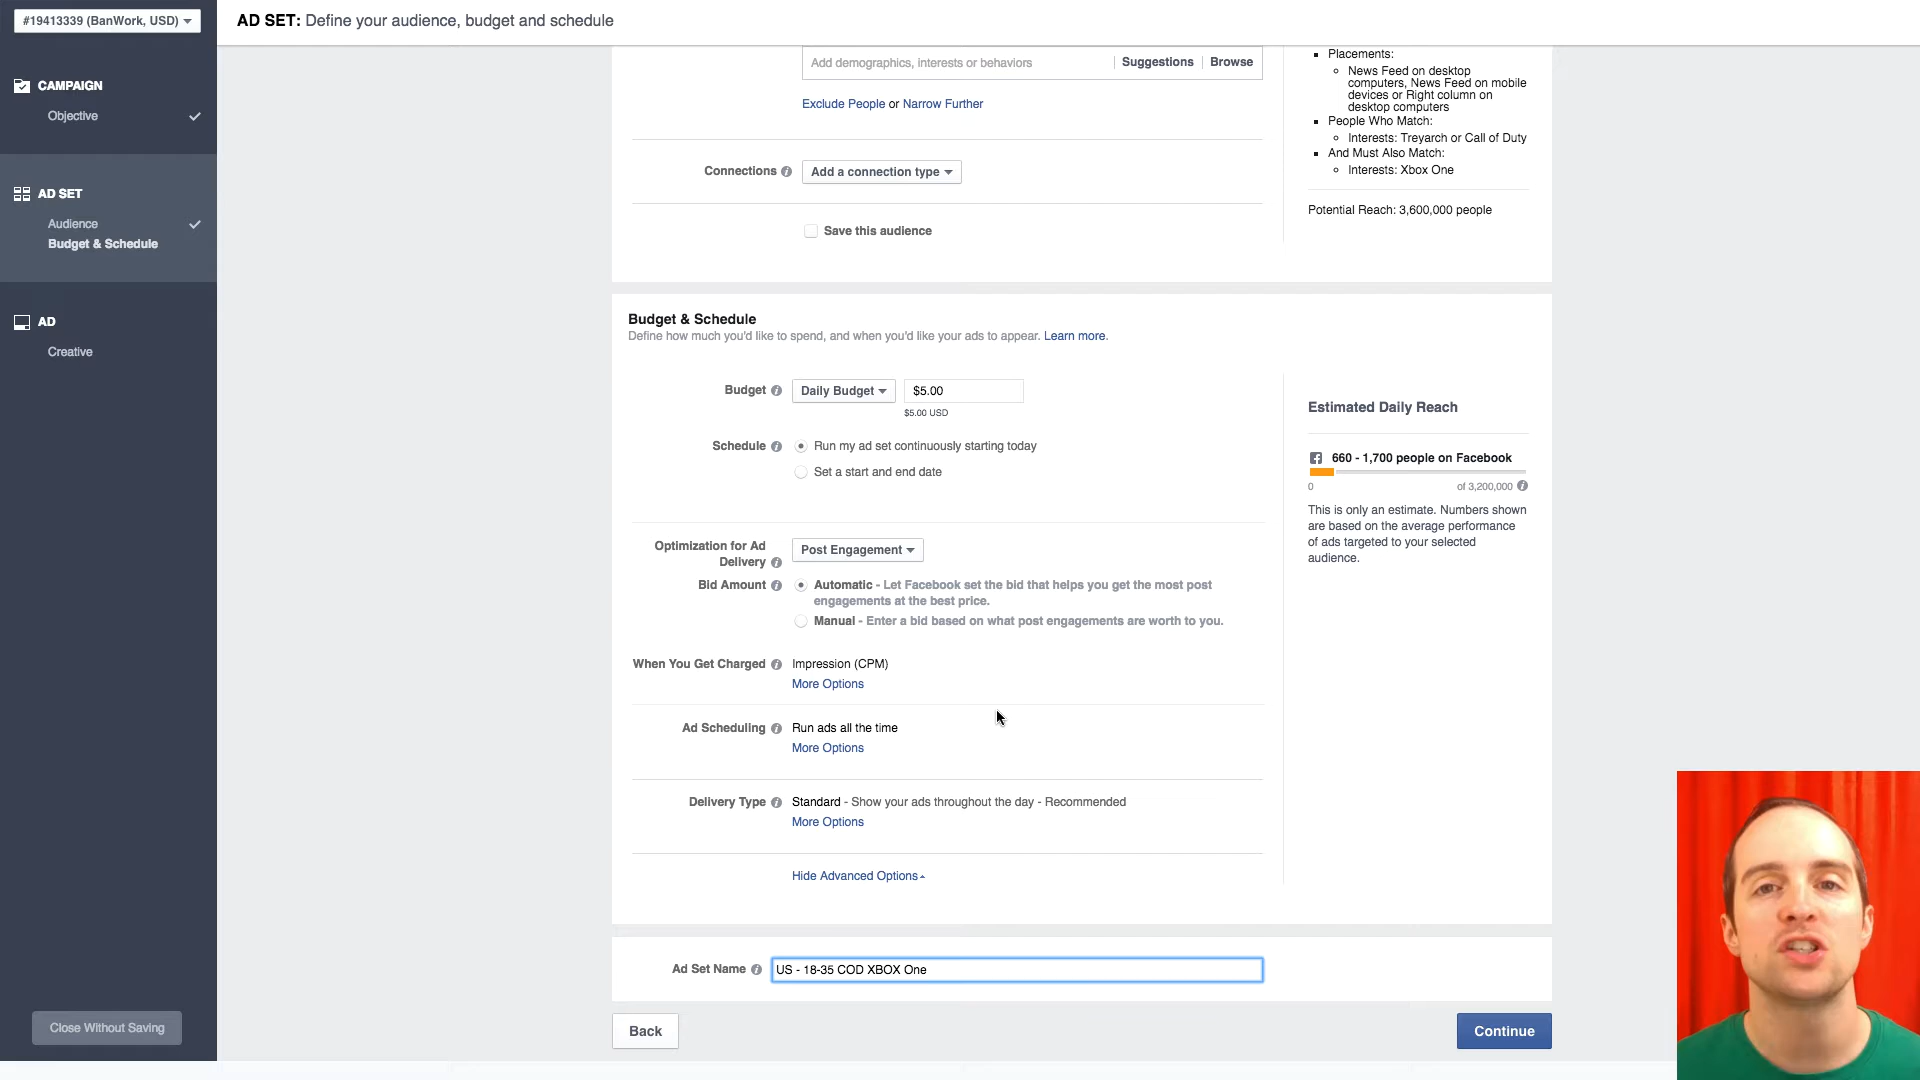 #19413339 (BanWork, USD)
AD SET: Define your audience, budget and schedule
CAMPAIGN
Objective
AD SET
Audience
Budget & Schedule
AD
Creative
Close Without Saving
Add demographics, interests or behaviors
Suggestions
Browse
Exclude People or Narrow Further
Connections
Add a connection type
Save this audience
Placements:
News Feed on desktop
computers, News Feed on mobile
devices or Right column on
desktop computers
People Who Match:
Interests: Treyarch or Call of Duty
And Must Also Match:
Interests: Xbox One
Potential Reach: 3,600,000 people
Budget & Schedule
Define how much you'd like to spend, and when you'd like your ads to appear. Learn more.
Budget
Daily Budget
$5.00
$5.00 USD
Schedule
Run my ad set continuously starting today
Set a start and end date
Optimization for Ad
Delivery
Post Engagement
Bid Amount
Automatic - Let Facebook set the bid that helps you get the most post
engagements at the best price.
Manual - Enter a bid based on what post engagements are worth to you.
When You Get Charged
Impression (CPM)
More Options
Ad Scheduling
Run ads all the time
More Options
Delivery Type
Standard - Show your ads throughout the day - Recommended
More Options
Hide Advanced Options
Estimated Daily Reach
660 - 1,700 people on Facebook
0
of 3,200,000
This is only an estimate. Numbers shown
are based on the average performance
of ads targeted to your selected
audience.
Ad Set Name
US - 18-35 COD XBOX One
Back
Continue